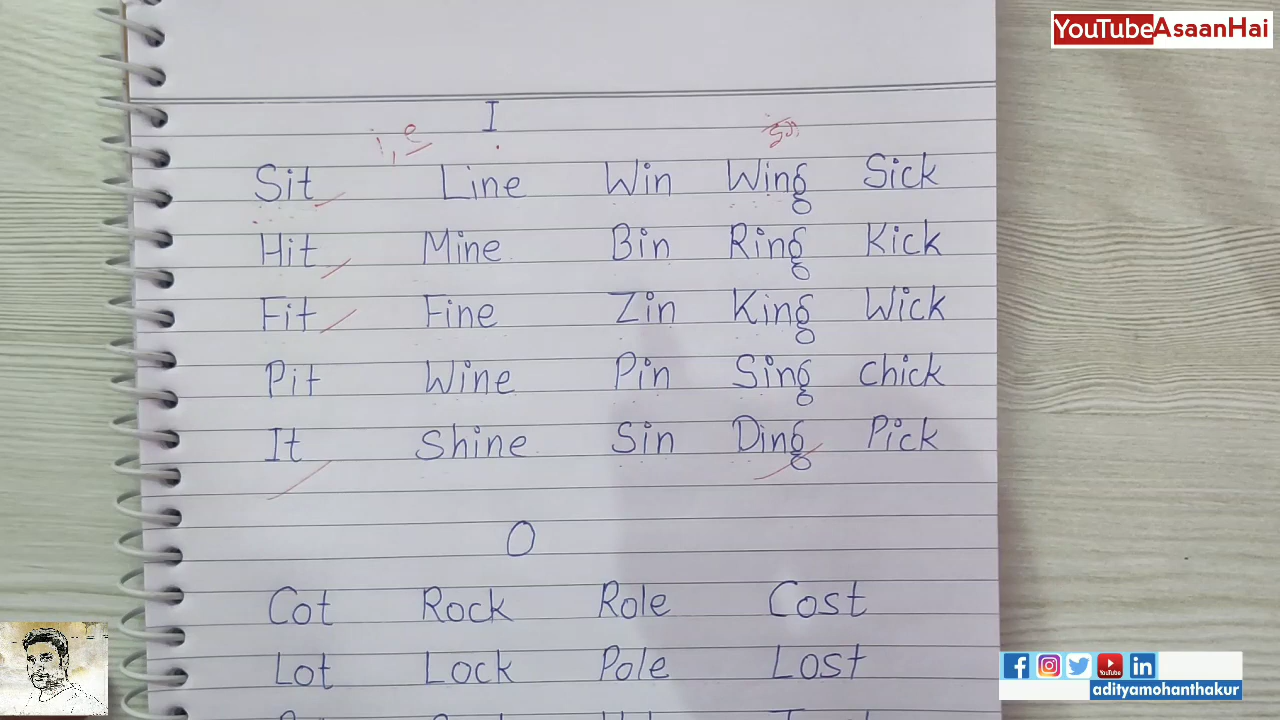 YouTubeAsaanHai
I
i, e
Sit Line Win Wing Sick
Hit Mine Bin Ring Kick
Fit Fine Zin King Wick
Pit Wine Pin Sing Chick
It Shine Sin Ding Pick
O
Cot Rock Role Cost
Lot Lock Pole Lost
YouTube
adityamohanthakur